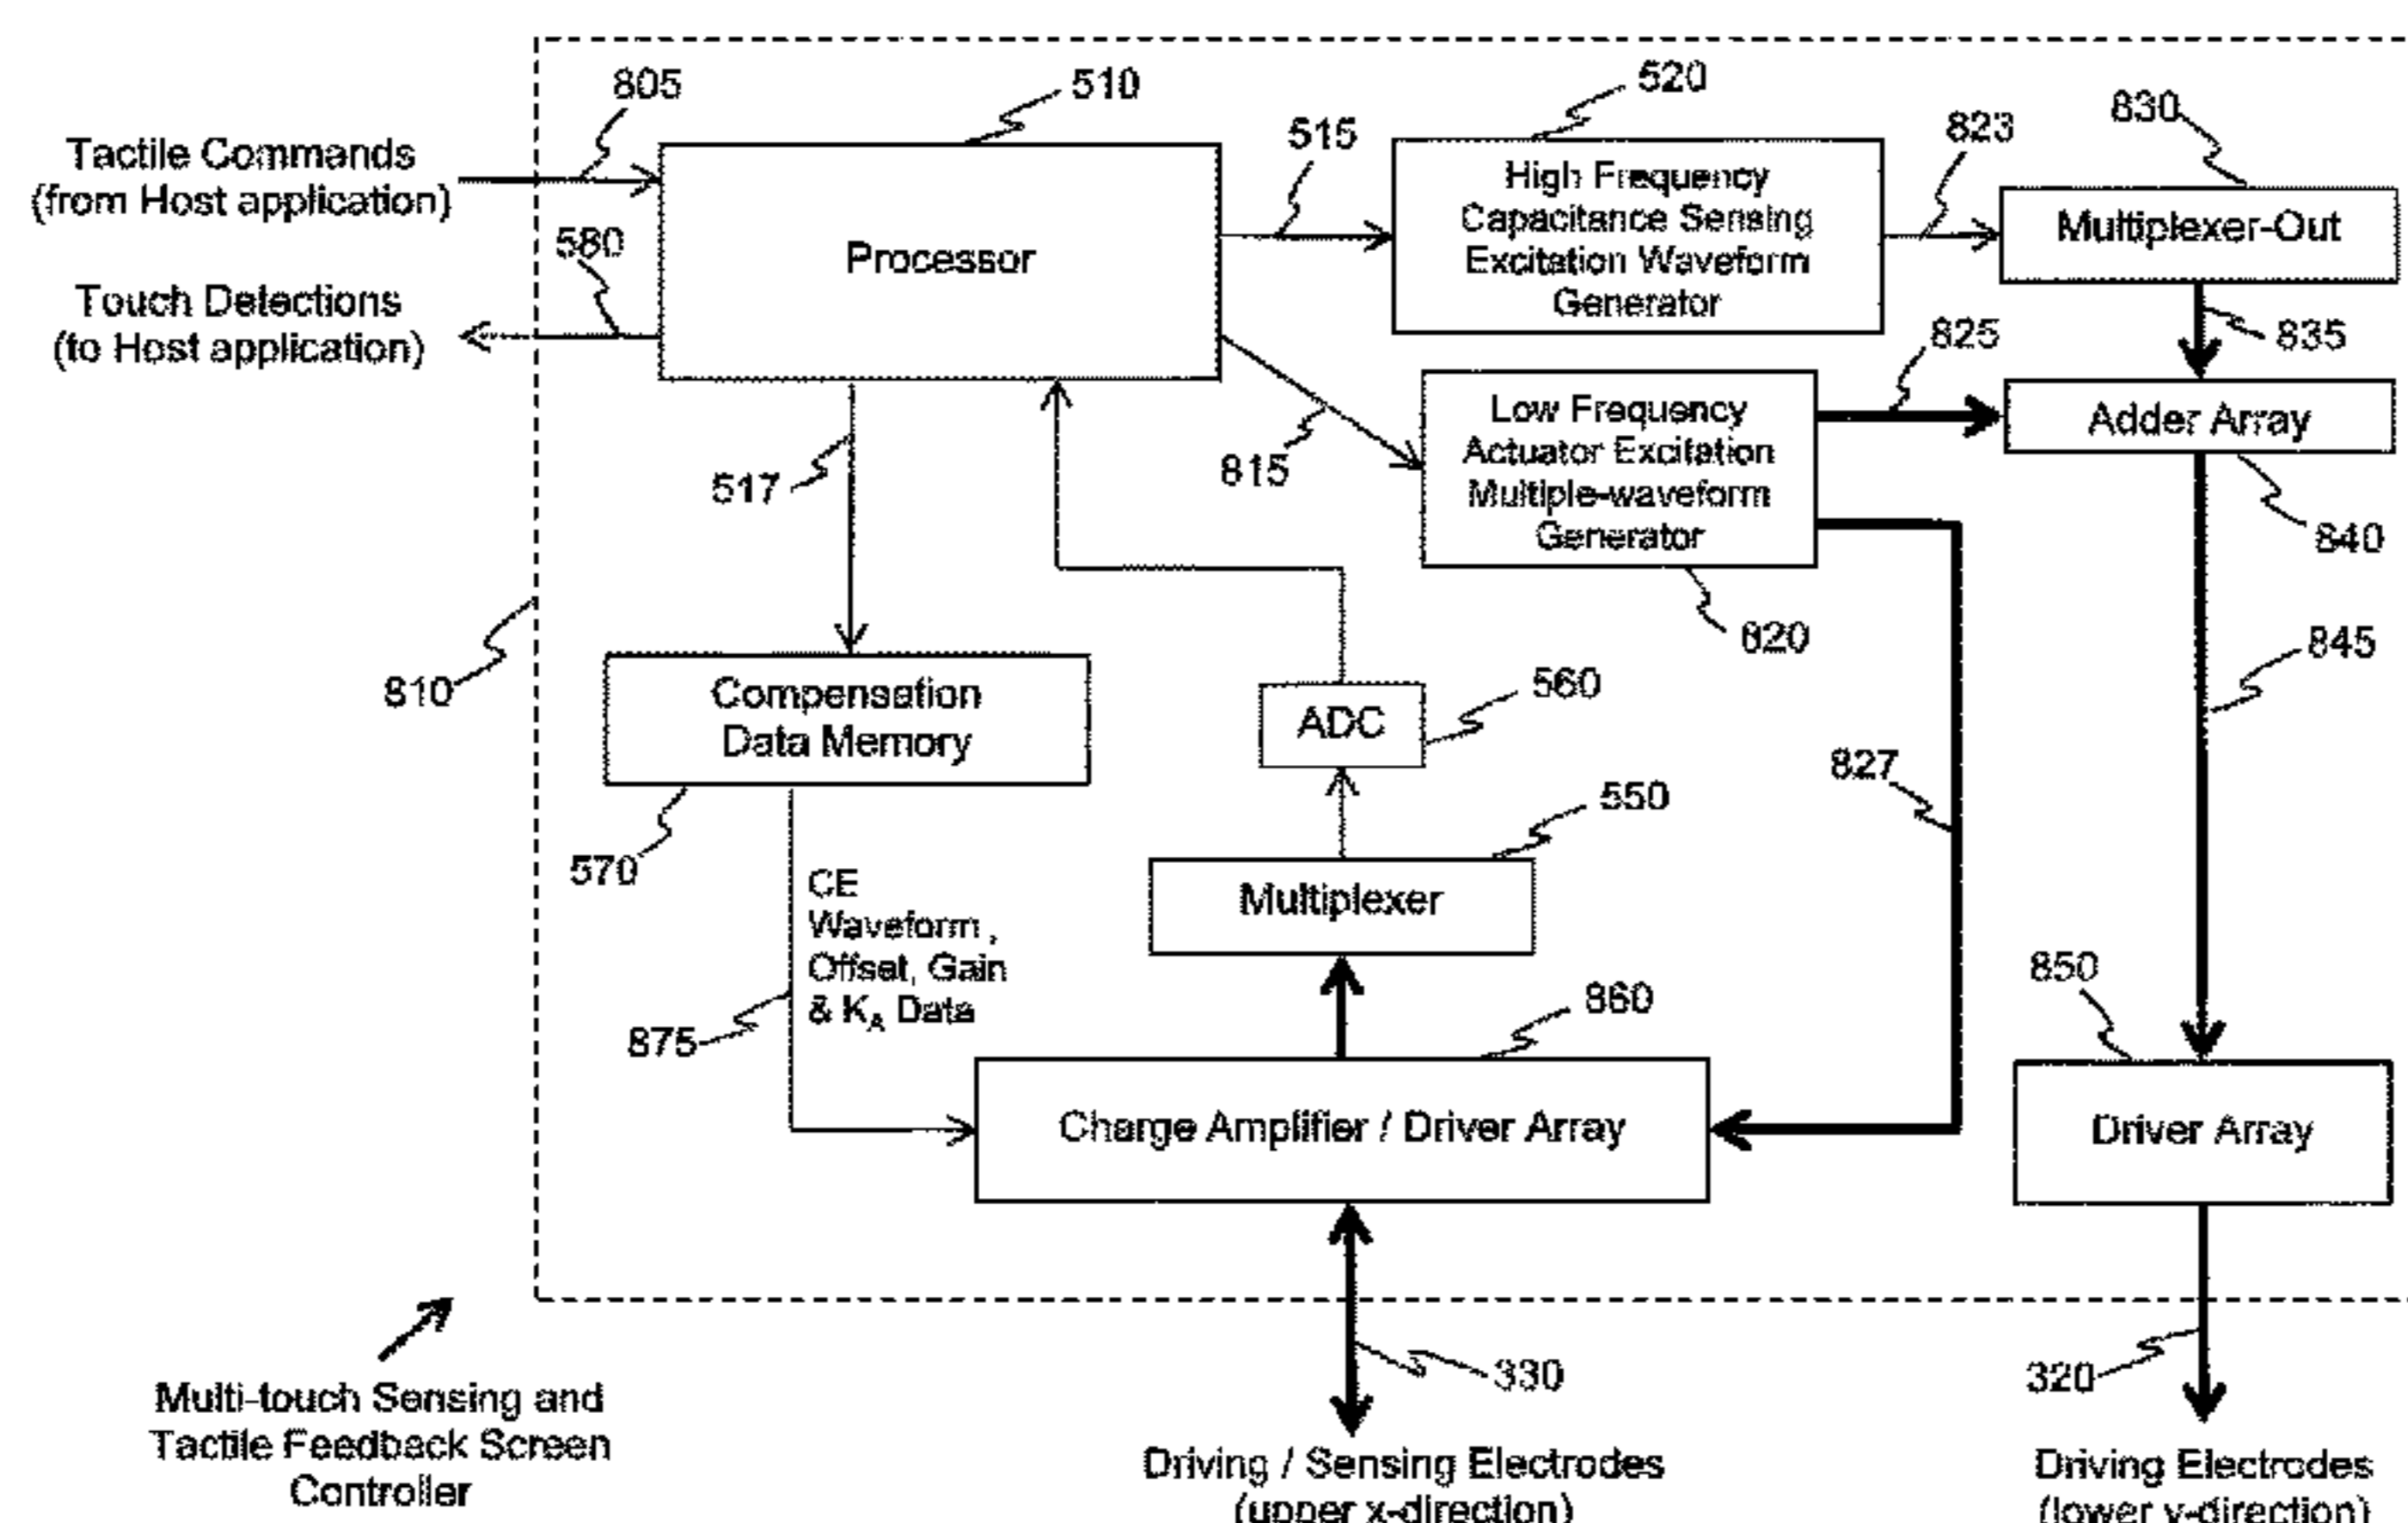 805
510
520
830
Tactile Commands
(from Host application)
515
823
High Frequency
Capacitance Sensing
Excitation Waveform
Generator
Multiplexer-Out
580
Processor
Touch Detections
(to Host application)
825
835
Low Frequency
Actuator Excitation
Multiple-waveform
Generator
Adder Array
815
517
840
820
845
810
Compensation
Data Memory
560
ADC
827
550
570
CE
Waveform ,
Offset, Gain
& KA Data
Multiplexer
850
860
875
Charge Amplifier / Driver Array
Driver Array
330
320
Multi-touch Sensing and
Tactile Feedback Screen
Controller
Driving / Sensing Electrodes
(upper x-direction)
Driving Electrodes
(lower y-direction)